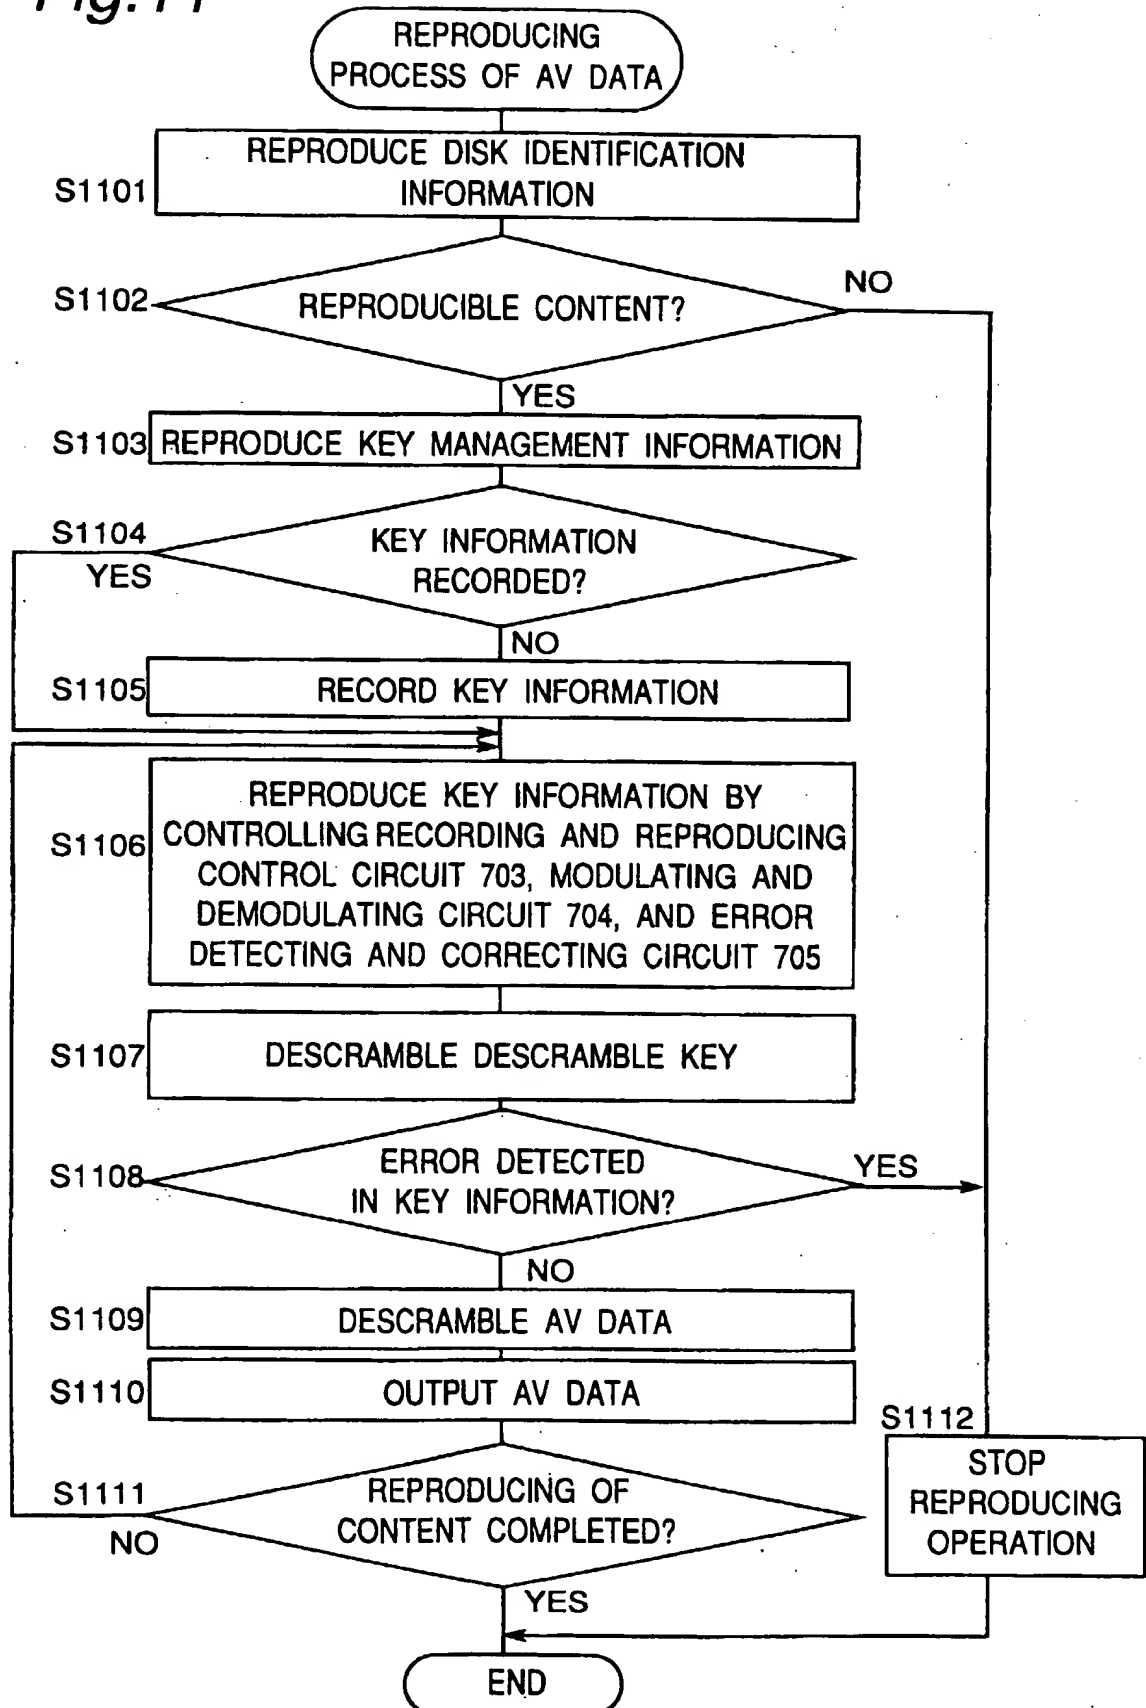 Fig. 11
REPRODUCING
PROCESS OF AV DATA
REPRODUCE DISK IDENTIFICATION
INFORMATION
S1101
S1102
REPRODUCIBLE CONTENT?
NO
YES
S1103
REPRODUCE KEY MANAGEMENT INFORMATION
S1104
KEY INFORMATION
RECORDED?
YES
NO
S1105
RECORD KEY INFORMATION
S1106
REPRODUCE KEY INFORMATION BY
CONTROLLING RECORDING AND REPRODUCING
CONTROL CIRCUIT 703, MODULATING AND
DEMODULATING CIRCUIT 704, AND ERROR
DETECTING AND CORRECTING CIRCUIT 705
S1107
DESCRAMBLE DESCRAMBLE KEY
S1108
ERROR DETECTED
IN KEY INFORMATION?
YES
NO
S1109
DESCRAMBLE AV DATA
S1110
OUTPUT AV DATA
S1111
REPRODUCING OF
CONTENT COMPLETED?
NO
YES
S1112
STOP
REPRODUCING
OPERATION
END